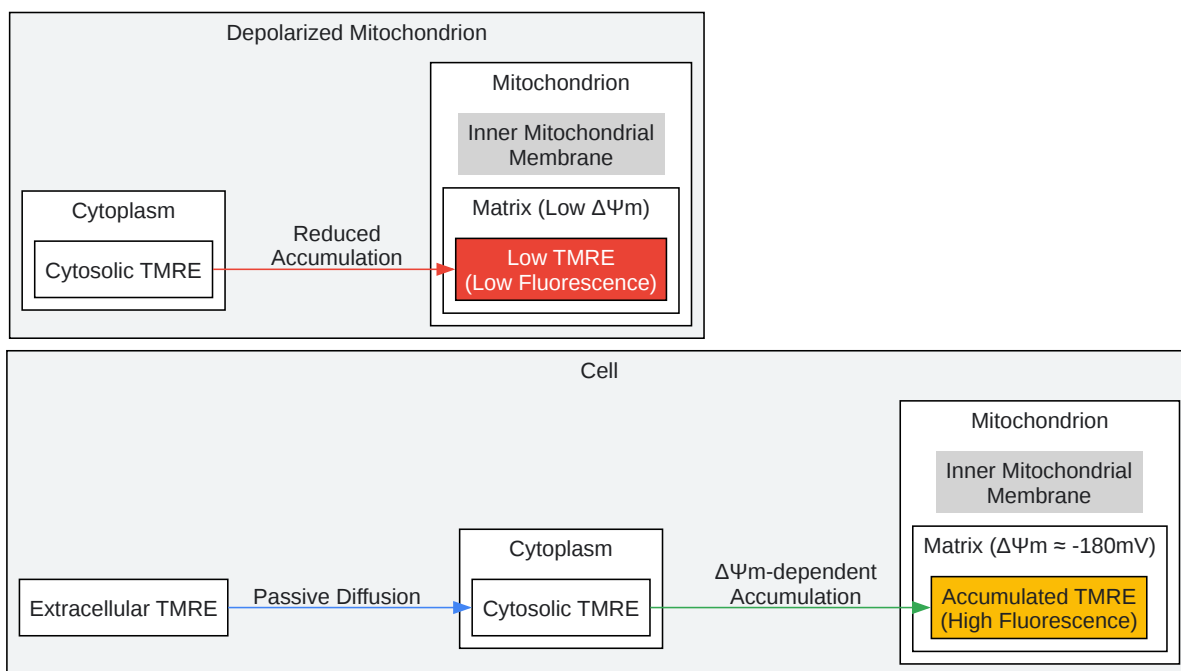 Depolarized Mitochondrion
Mitochondrion
Inner Mitochondrial
Membrane
Cytoplasm
Matrix (Low ΔΨm)
Reduced
Accumulation
Cytosolic TMRE
Low TMRE
(Low Fluorescence)
Cell
Mitochondrion
Inner Mitochondrial
Membrane
Cytoplasm
Matrix (ΔΨm ≈ -180mV)
ΔΨm-dependent
Accumulation
Extracellular TMRE
Passive Diffusion
Cytosolic TMRE
Accumulated TMRE
(High Fluorescence)